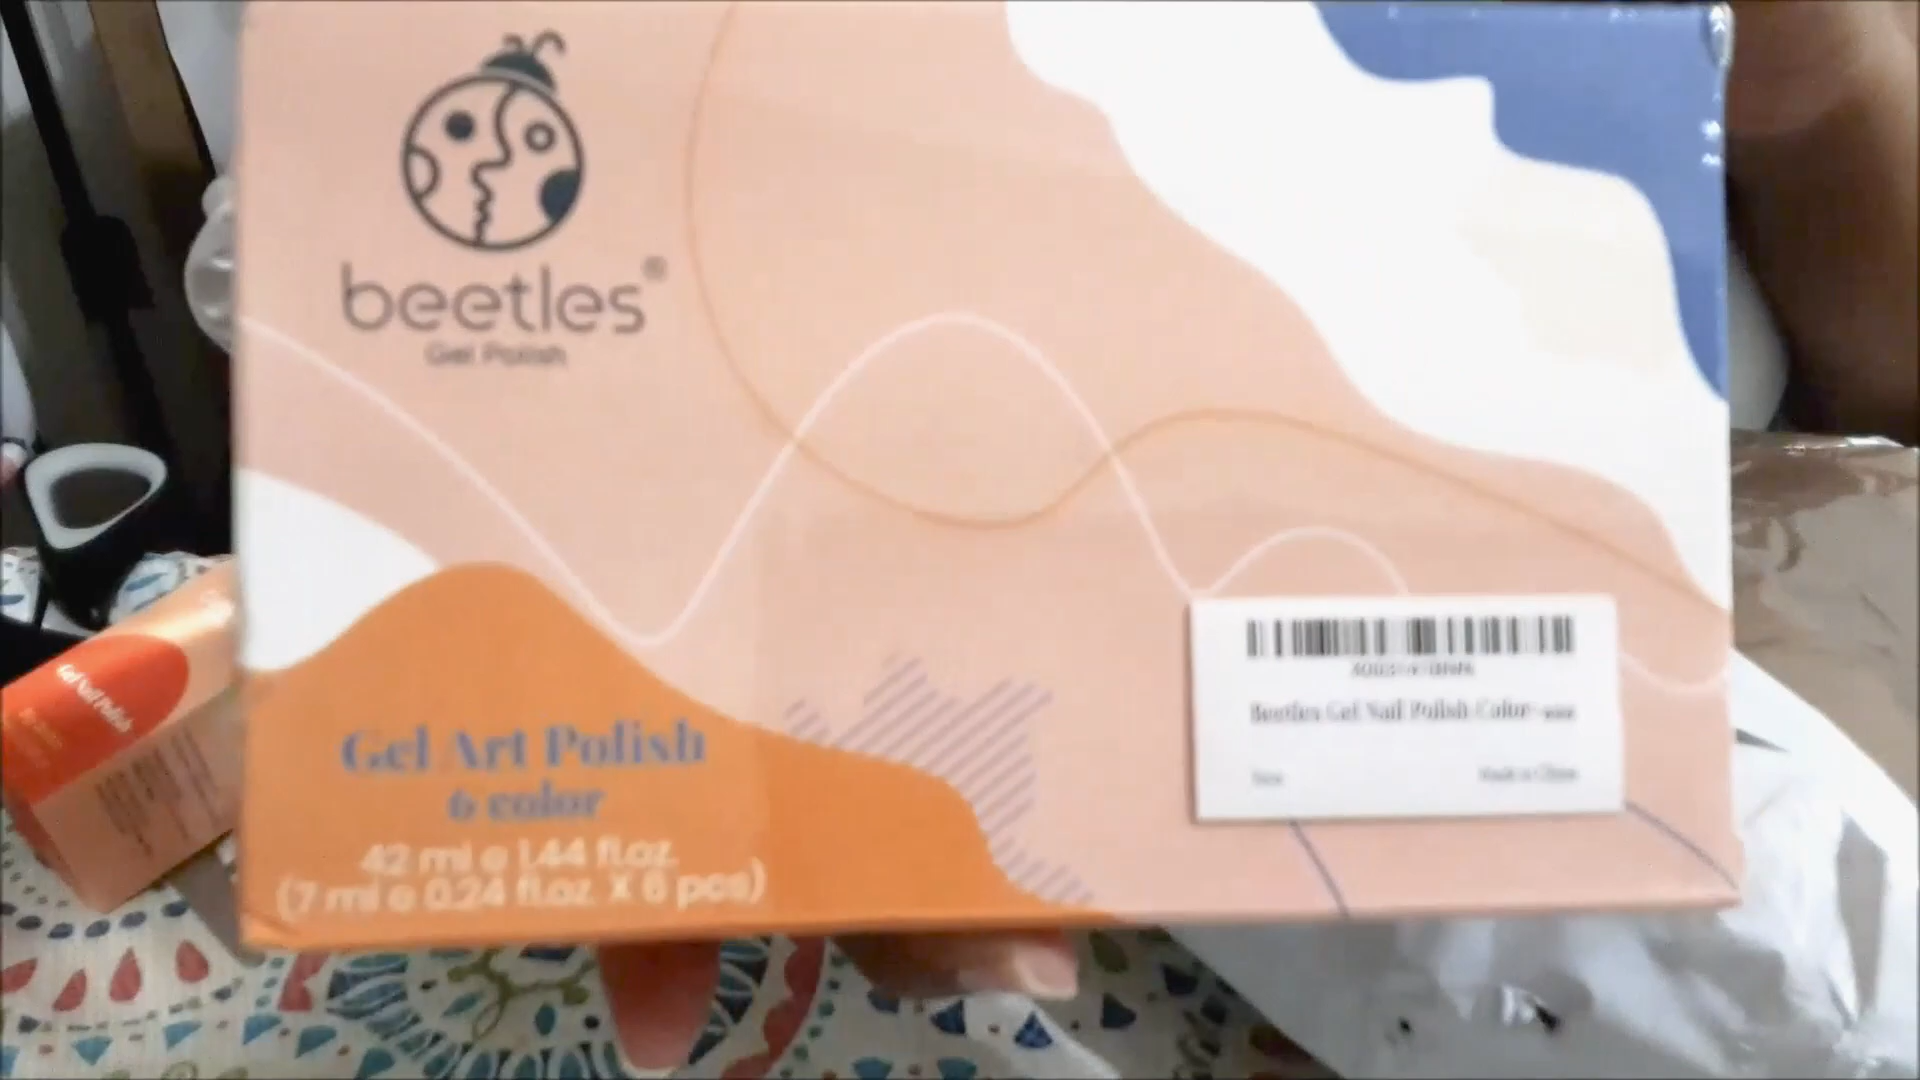 beetles®
Gel Polish
Gel Art Polish
6 color
42 ml e 1.44 fl.oz.
(7 ml e 0.24 fl.oz. X 6 pcs)
Beetles Gel Nail Polish Color
New
Made in China
Gel Nail Polish